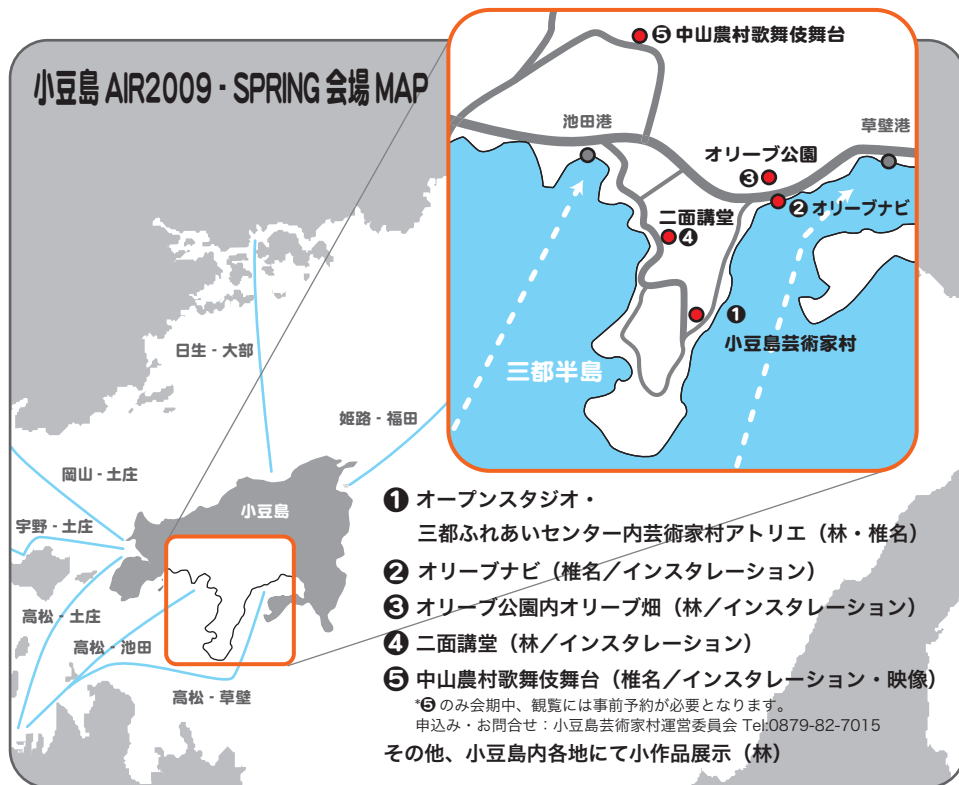 小豆島 AIR2009 - SPRING 会場 MAP
❺ 中山農村歌舞伎舞台
池田港
草壁港
オリーブ公園
❸
❷ オリーブナビ
二面講堂
❹
❶
小豆島芸術家村
三都半島
日生 - 大部
姫路 - 福田
岡山 - 土庄
宇野 - 土庄
小豆島
高松 - 土庄
高松 - 池田
高松 - 草壁
❶ オープンスタジオ・
三都ふれあいセンター内芸術家村アトリエ（林・椎名）
❷ オリーブナビ（椎名／インスタレーション）
❸ オリーブ公園内オリーブ畑（林／インスタレーション）
❹ 二面講堂（林／インスタレーション）
❺ 中山農村歌舞伎舞台（椎名／インスタレーション・映像）
*❺ のみ会期中、観覧には事前予約が必要となります。
申込み・お問合せ：小豆島芸術家村運営委員会 Tel:0879-82-7015
その他、小豆島内各地にて小作品展示（林）